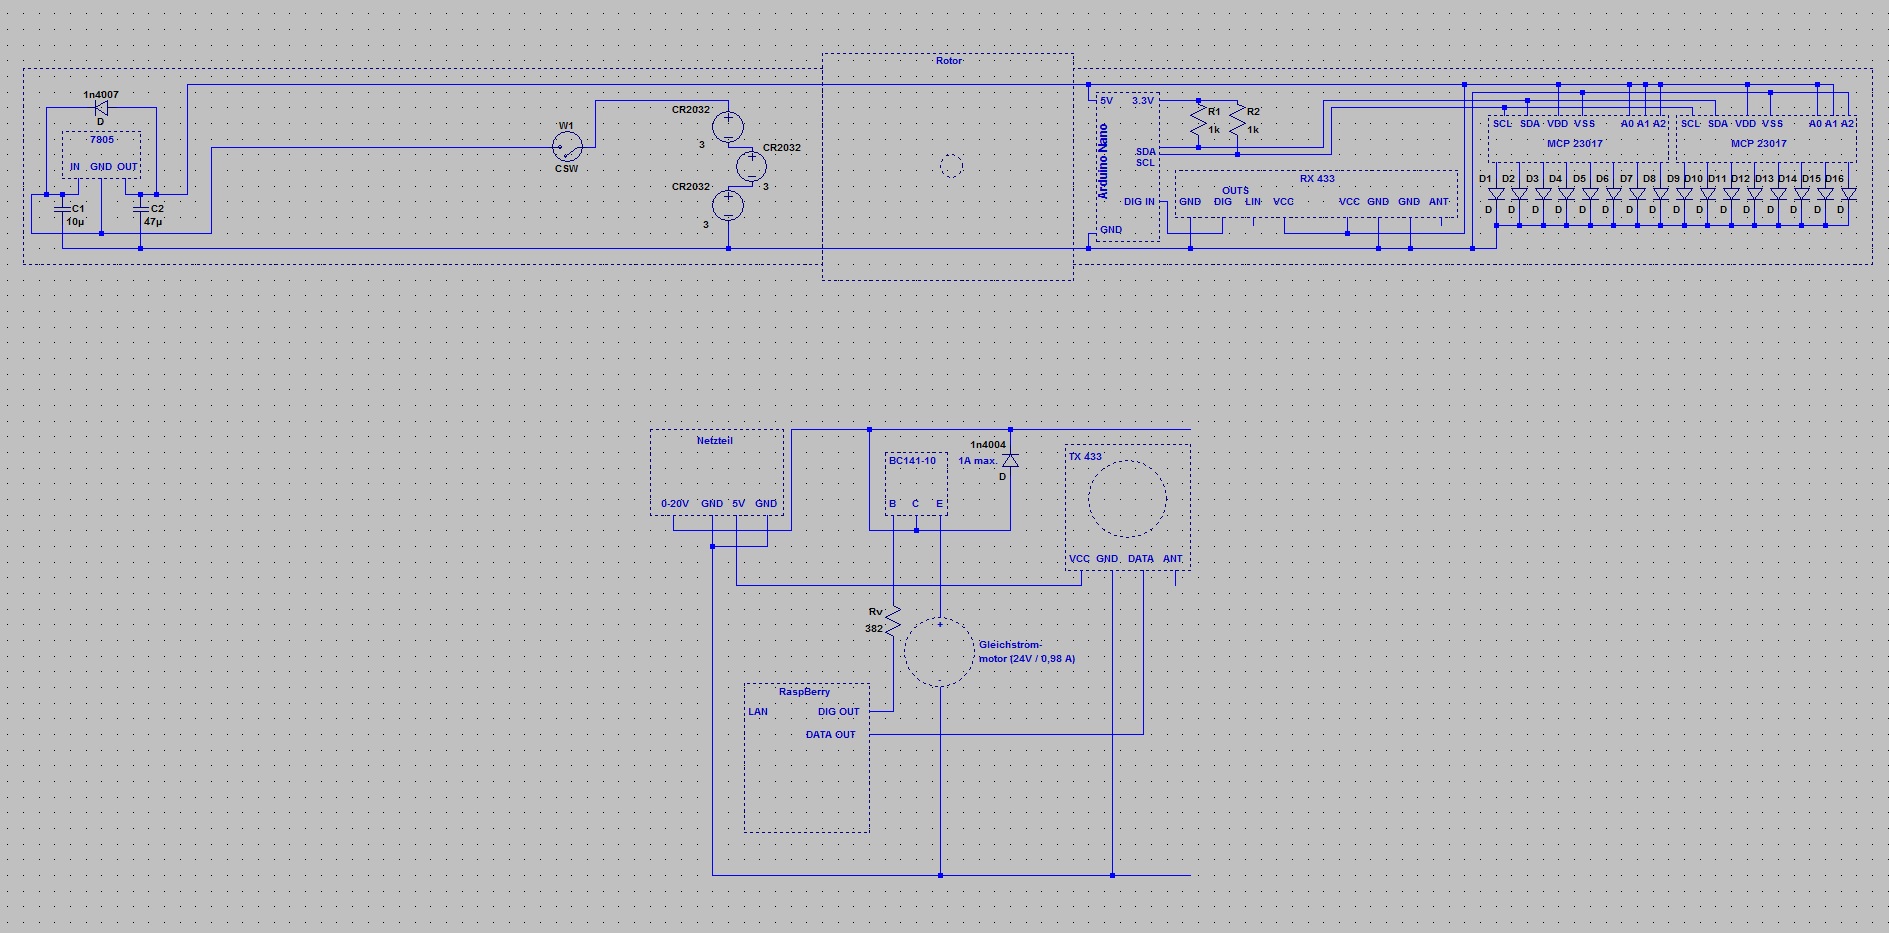 Rotor
1n4007
D
7805
IN GND OUT
C1
10µ
C2
47µ
W1
CSW
CR2032
3
CR2032
3
CR2032
3
5V 3.3V
Arduino Nano
SDA
SCL
DIG IN
GND
R1
1k
R2
1k
RX 433
OUTS
GND DIG LIN VCC VCC GND GND ANT
SCL SDA VDD VSS A0 A1 A2
MCP 23017
SCL SDA VDD VSS A0 A1 A2
MCP 23017
D1 D2 D3 D4 D5 D6 D7 D8 D9 D10 D11 D12 D13 D14 D15 D16
D D D D D D D D D D D D D D D D
Netzteil
0-20V GND 5V GND
BC141-10
B C E
1n4004
1A max.
D
TX 433
VCC GND DATA ANT
Rv
382
+
-
Gleichstrom-
motor (24V / 0,98 A)
RaspBerry
LAN DIG OUT
DATA OUT